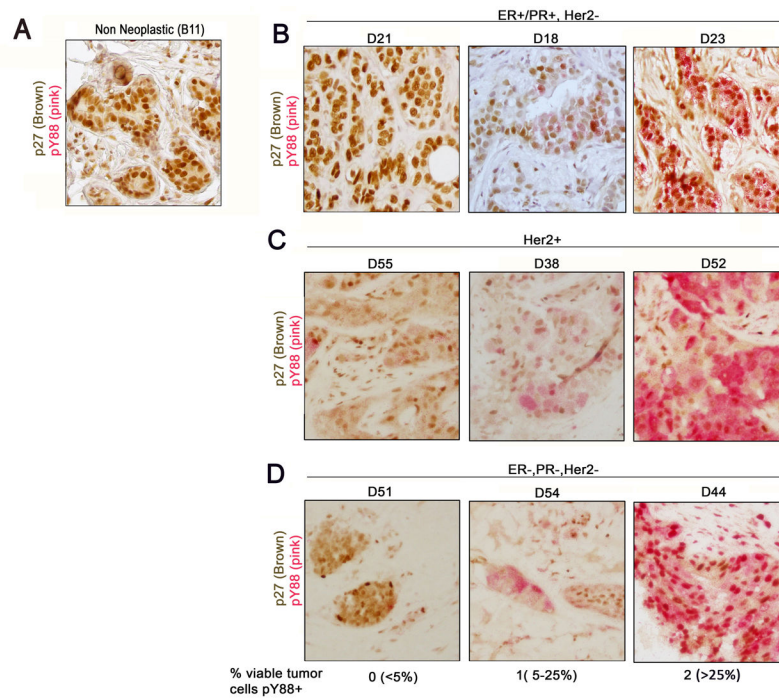 A
Non Neoplastic (B11)
p27 (Brown)
pY88 (pink)
B
ER+/PR+, Her2-
D21
D18
D23
p27 (Brown)
pY88 (pink)
C
Her2+
D55
D38
D52
p27 (Brown)
pY88 (pink)
D
ER-,PR-,Her2-
D51
D54
D44
p27 (Brown)
pY88 (pink)
% viable tumor
cells pY88+
0 (<5%)
1( 5-25%)
2 (>25%)